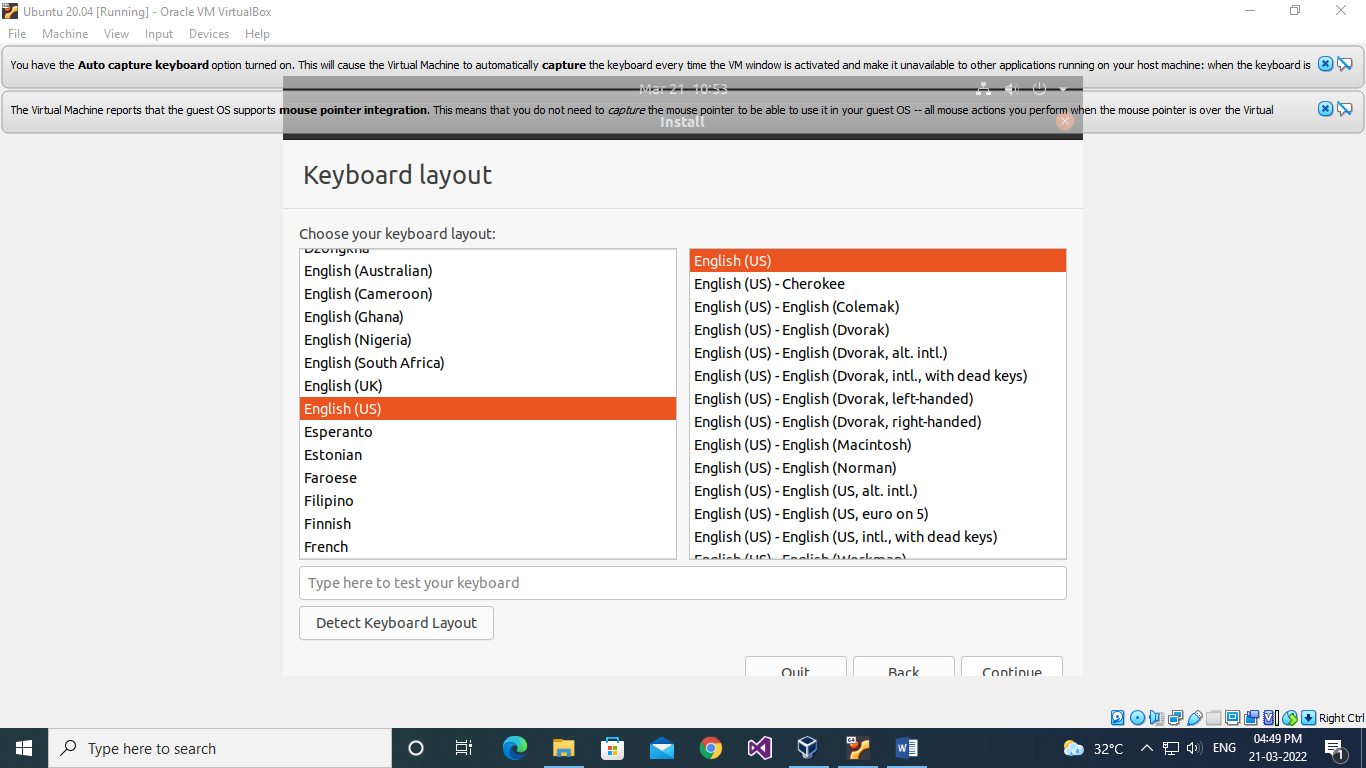 Ubuntu 20.04 [Running] - Oracle VM VirtualBox
File Machine View Input Devices Help
You have the Auto capture keyboard option turned on. This will cause the Virtual Machine to automatically capture the keyboard every time the VM window is activated and make it unavailable to other applications running on your host machine: when the keyboard is
Mar 21 10:53
The Virtual Machine reports that the guest OS supports mouse pointer integration. This means that you do not need to capture the mouse pointer to be able to use it in your guest OS -- all mouse actions you perform when the mouse pointer is over the Virtual
Install
Keyboard layout
Choose your keyboard layout:
Dzongkha
English (Australian)
English (Cameroon)
English (Ghana)
English (Nigeria)
English (South Africa)
English (UK)
English (US)
Esperanto
Estonian
Faroese
Filipino
Finnish
French
English (US)
English (US) - Cherokee
English (US) - English (Colemak)
English (US) - English (Dvorak)
English (US) - English (Dvorak, alt. intl.)
English (US) - English (Dvorak, intl., with dead keys)
English (US) - English (Dvorak, left-handed)
English (US) - English (Dvorak, right-handed)
English (US) - English (Macintosh)
English (US) - English (Norman)
English (US) - English (US, alt. intl.)
English (US) - English (US, euro on 5)
English (US) - English (US, intl., with dead keys)
English (US) - English (Workman)
Type here to test your keyboard
Detect Keyboard Layout
Quit Back Continue
Right Ctrl
Type here to search
64
32°C
ENG
04:49 PM
21-03-2022
1